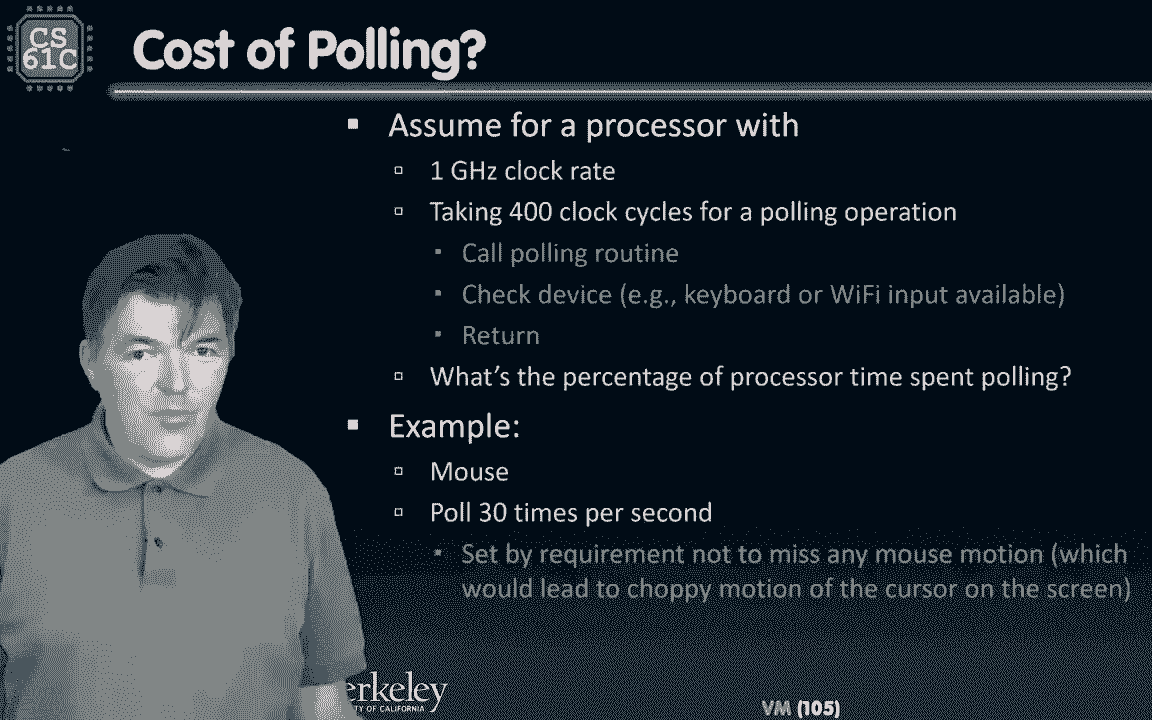 CS
61C
Cost of Polling?
Assume for a processor with
1 GHz clock rate
Taking 400 clock cycles for a polling operation
Call polling routine
Check device (e.g., keyboard or WiFi input available)
Return
What's the percentage of processor time spent polling?
Example:
Mouse
Poll 30 times per second
Set by requirement not to miss any mouse motion (which
would lead to choppy motion of the cursor on the screen)
erkeley
TY OF CALIFORNIA
VM (105)